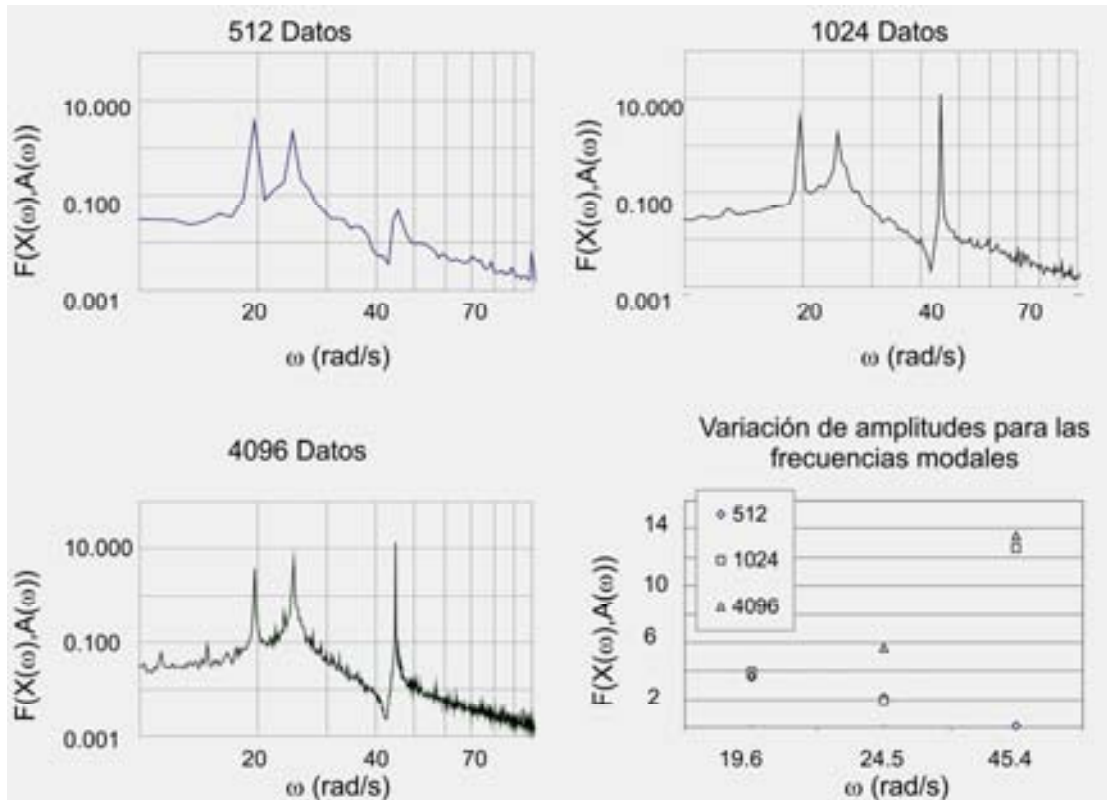 512 Datos
F(X(ω),A(ω))
10.000
0.100
0.001
20 40 70
ω (rad/s)
1024 Datos
F(X(ω),A(ω))
10.000
0.100
0.001
20 40 70
ω (rad/s)
4096 Datos
F(X(ω),A(ω))
10.000
0.100
0.001
20 40 70
ω (rad/s)
Variación de amplitudes para las
frecuencias modales
F(X(ω),A(ω))
14
10
6
2
512
1024
4096
19.6 24.5 45.4
ω (rad/s)